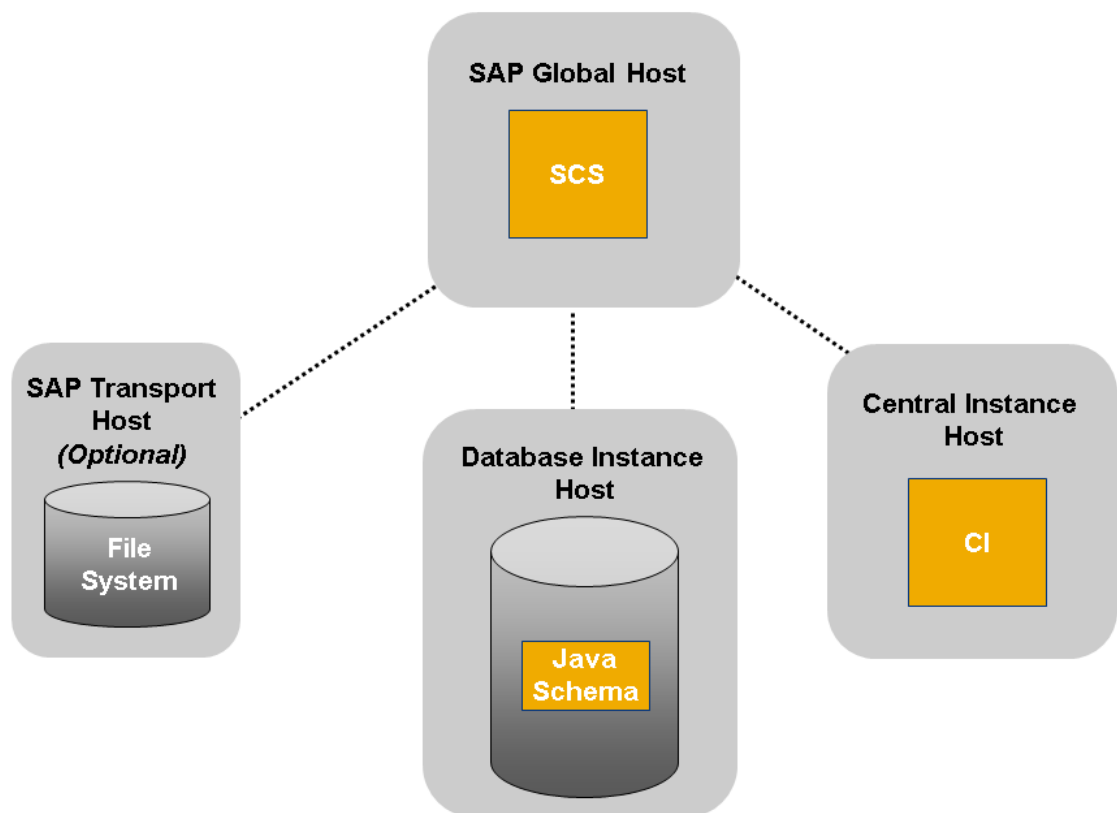 SAP Global Host
SCS
SAP Transport
Host
(Optional)
File
System
Database Instance
Host
Java
Schema
Central Instance
Host
CI